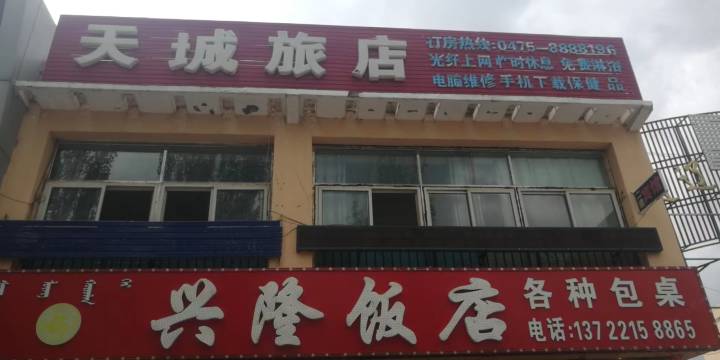 天城旅店
订房热线:0475-8888196
光纤上网 忙时休息 免费淋浴
电脑维修 手机下载保健品
兴隆饭店
各种包桌
电话:137 2215 8865